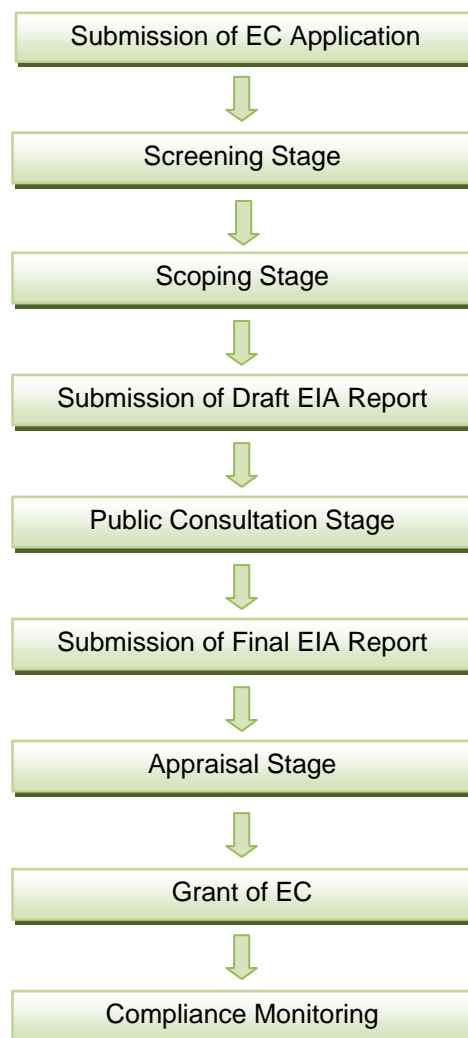 Submission of EC Application
Screening Stage
Scoping Stage
Submission of Draft EIA Report
Public Consultation Stage
Submission of Final EIA Report
Appraisal Stage
Grant of EC
Compliance Monitoring